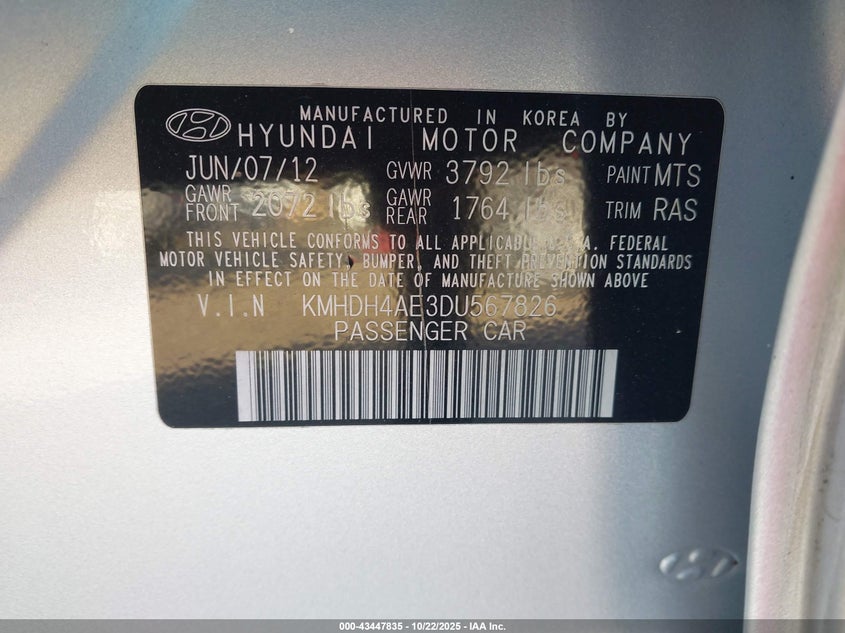 MANUFACTURED IN KOREA BY
HYUNDAI MOTOR COMPANY
JUN/07/12 GVWR 3792 lbs PAINT MTS
GAWR FRONT 2072 lbs GAWR REAR 1764 lbs TRIM RAS
THIS VEHICLE CONFORMS TO ALL APPLICABLE U.S.A. FEDERAL
MOTOR VEHICLE SAFETY, BUMPER, AND THEFT PREVENTION STANDARDS
IN EFFECT ON THE DATE OF MANUFACTURE SHOWN ABOVE
V.I.N KMHDH4AE3DU567826
PASSENGER CAR
000-43447835 - 10/22/2025 - IAA Inc.